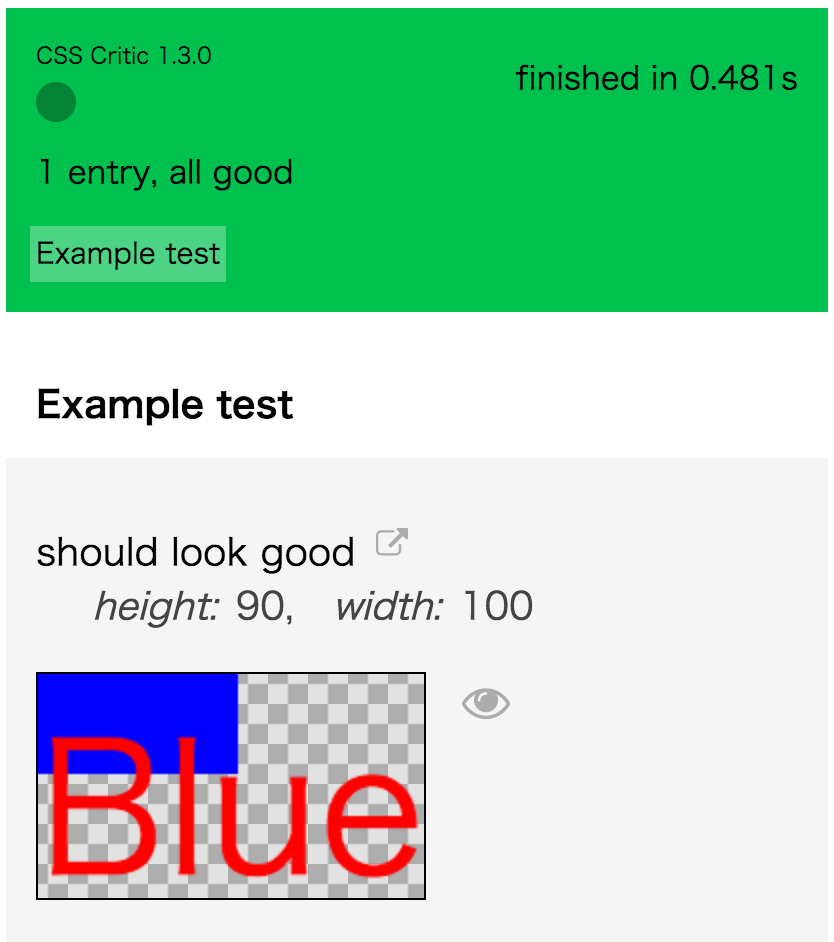 CSS Critic 1.3.0
finished in 0.481s
1 entry, all good
Example test
Example test
should look good
height: 90, width: 100
Blue